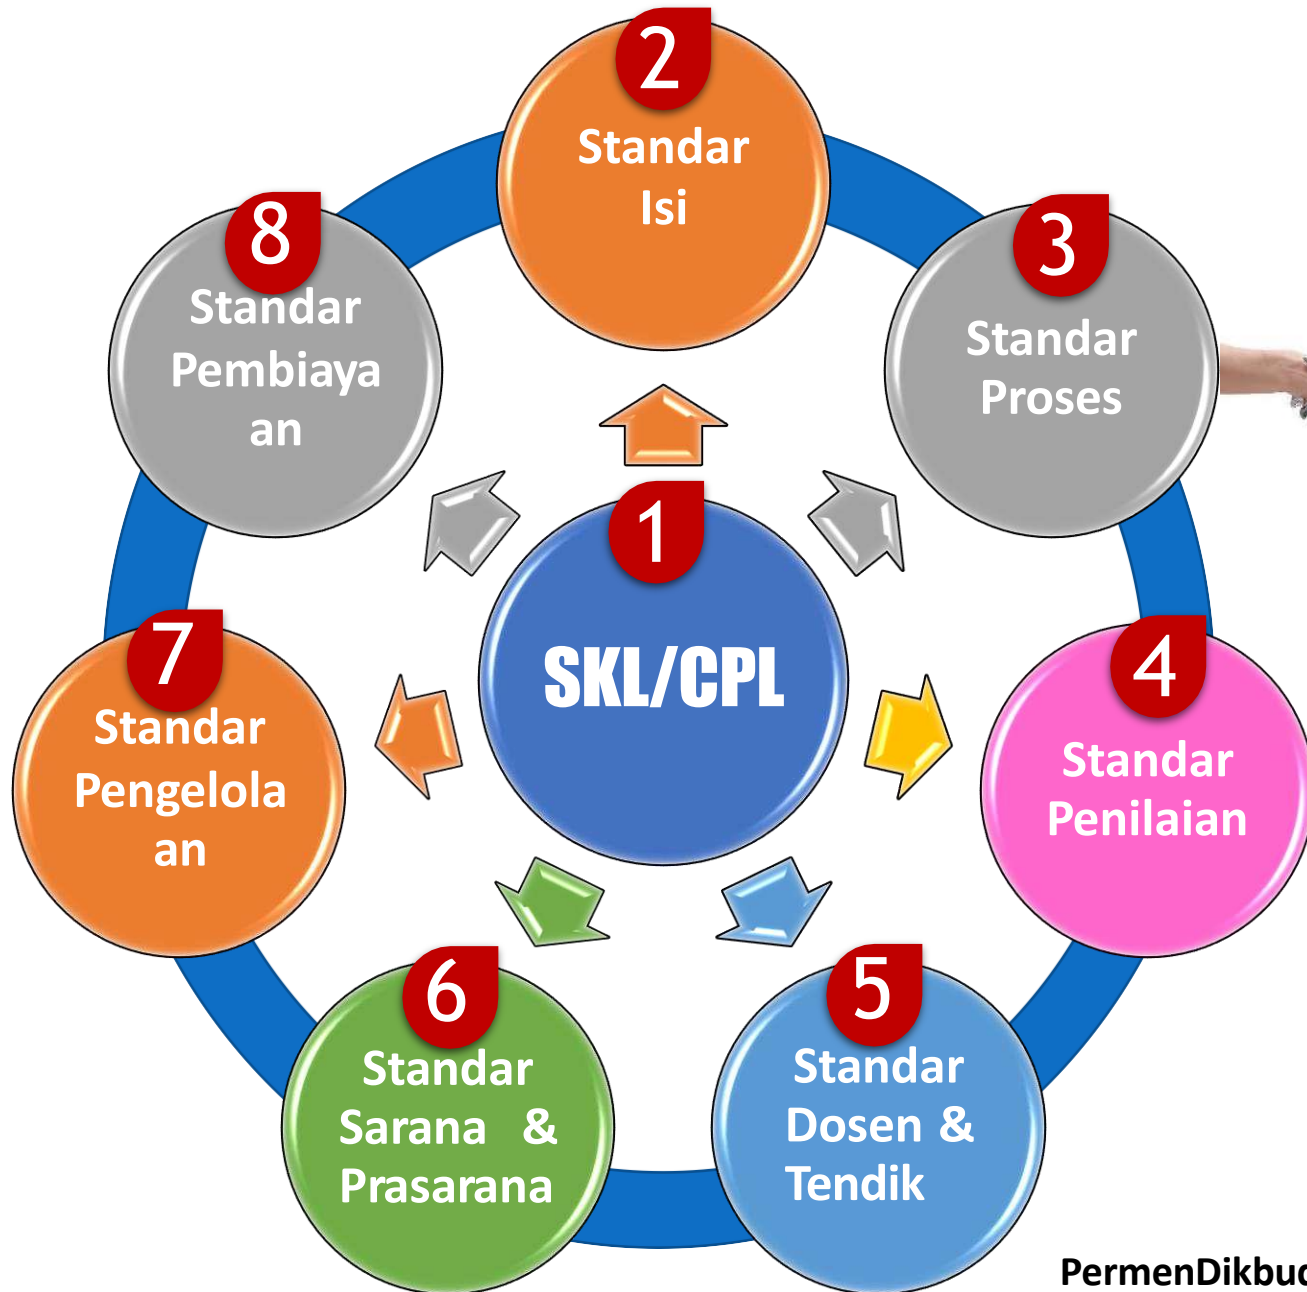 1
SKL/CPL
2
Standar
Isi
3
Standar
Proses
4
Standar
Penilaian
5
Standar
Dosen &
Tendik
6
Standar
Sarana &
Prasarana
7
Standar
Pengelola
an
8
Standar
Pembiaya
an
PermenDikbud